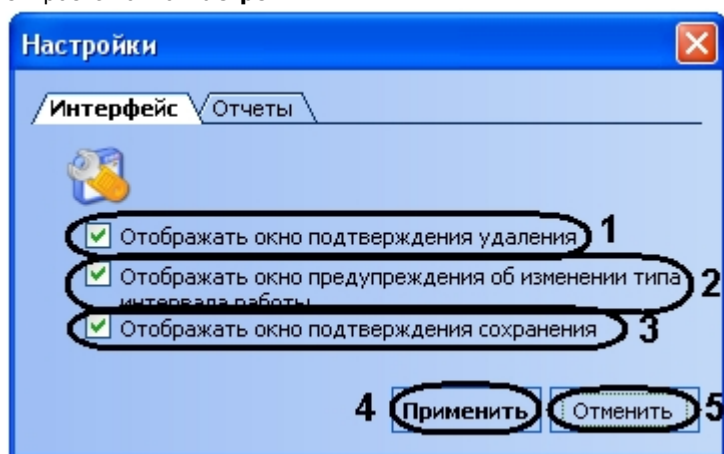 Настройки
Интерфейс Отчеты
Отображать окно подтверждения удаления 1
Отображать окно предупреждения об изменении типа 2
интервала работы
Отображать окно подтверждения сохранения 3
4 Применить Отменить 5